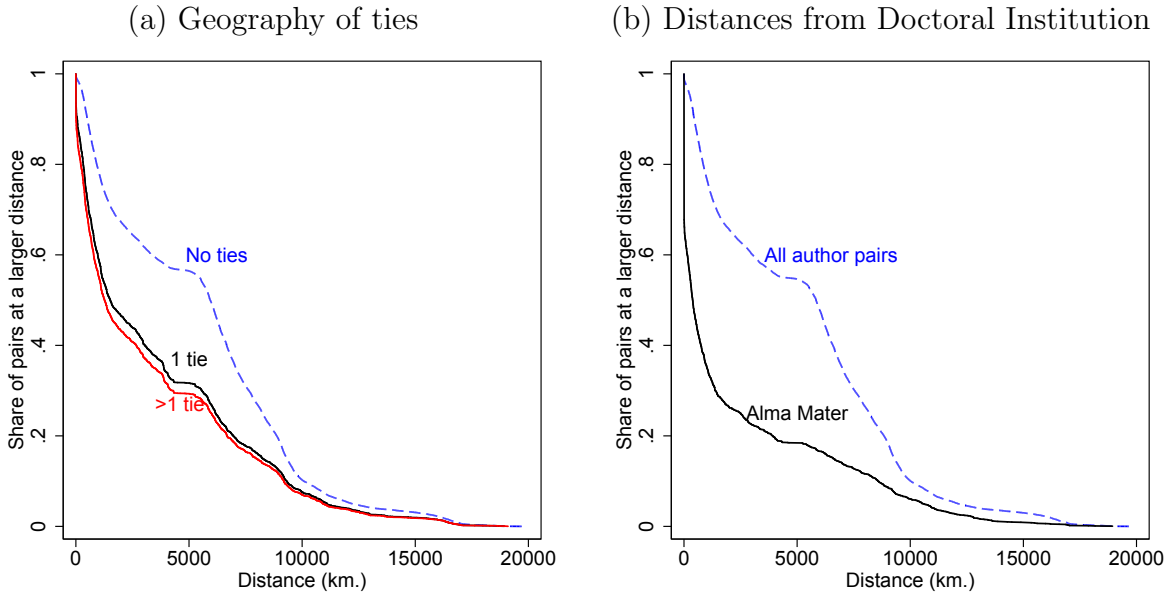 (a) Geography of ties
Share of pairs at a larger distance
0 .2 .4 .6 .8 1
No ties
1 tie
>1 tie
0 5000 10000 15000 20000
Distance (km.)
(b) Distances from Doctoral Institution
Share of pairs at a larger distance
0 .2 .4 .6 .8 1
All author pairs
Alma Mater
0 5000 10000 15000 20000
Distance (km.)